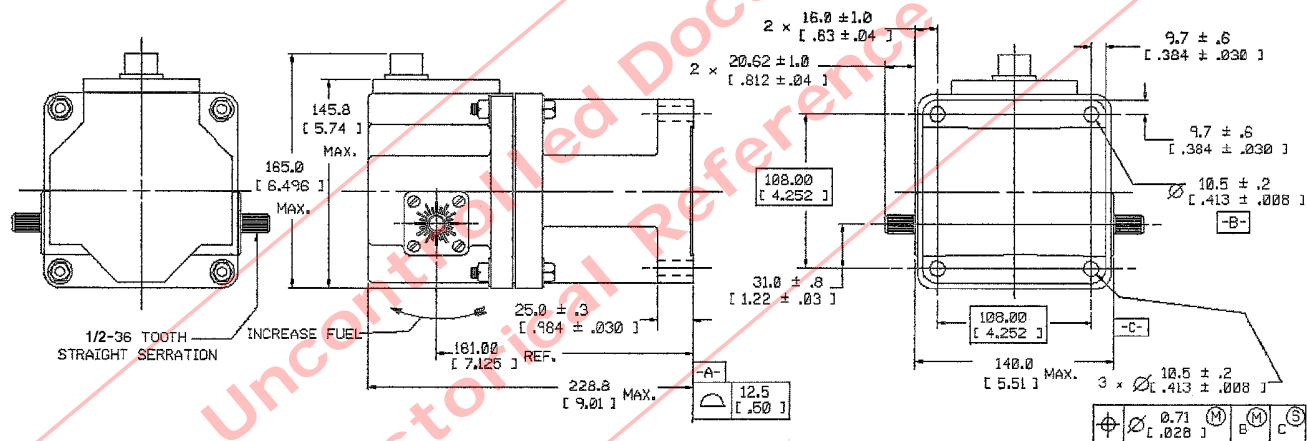 Uncontrolled Doc
Historical Reference
145.8
[ 5.74 ]
MAX.
165.0
[ 6.496 ]
MAX.
1/2-36 TOOTH
STRAIGHT SERRATION
INCREASE FUEL
25.0 ± .3
[ .984 ± .030 ]
181.00
[ 7.125 ]
REF.
228.8
[ 9.01 ]
MAX.
-A-
12.5
[ .50 ]
2 × 16.0 ±1.0
[ .63 ± .04 ]
2 × 20.62 ±1.0
[ .812 ± .04 ]
9.7 ± .6
[ .384 ± .030 ]
9.7 ± .6
[ .384 ± .030 ]
108.00
[ 4.252 ]
Ø 10.5 ± .2
[ .413 ± .008 ]
-B-
31.0 ± .8
[ 1.22 ± .03 ]
108.00
[ 4.252 ]
-C-
140.0
[ 5.51 ]
MAX.
3 × Ø 10.5 ± .2
[ .413 ± .008 ]
⌖ Ø 0.71 Ⓜ B Ⓜ C Ⓢ
[ .028 ]